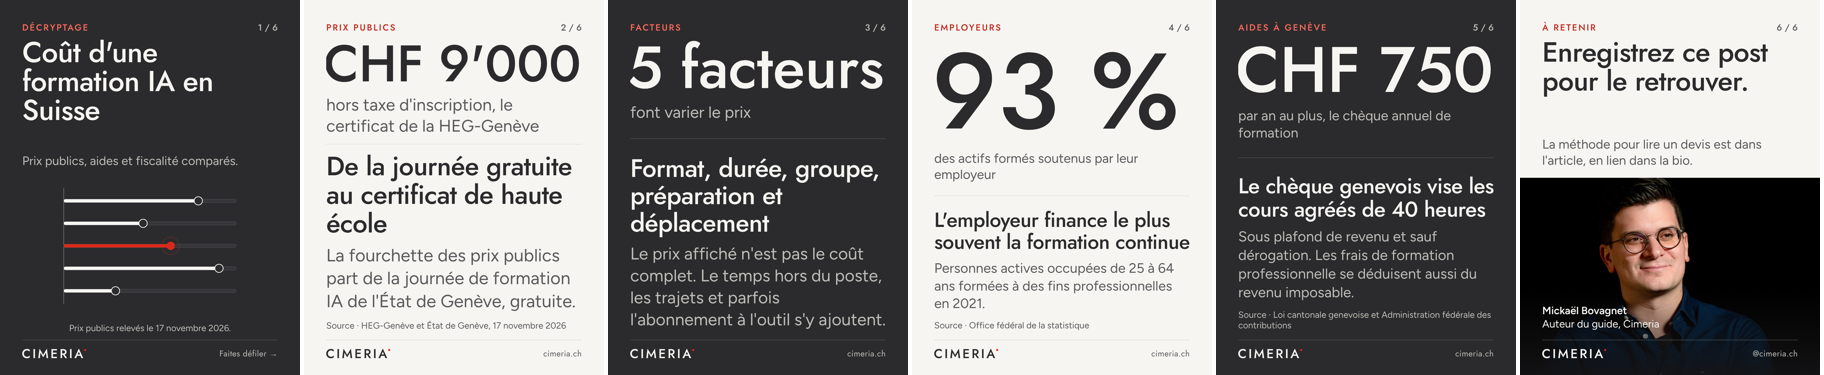 DÉCRYPTAGE
1 / 6
Coût d'une
formation IA en
Suisse
Prix publics, aides et fiscalité comparés.
Prix publics relevés le 17 novembre 2026.
CIMERIA
Faites défiler →
PRIX PUBLICS
2 / 6
CHF 9'000
hors taxe d'inscription, le
certificat de la HEG-Genève
De la journée gratuite
au certificat de haute
école
La fourchette des prix publics
part de la journée de formation
IA de l'État de Genève, gratuite.
Source · HEG-Genève et État de Genève, 17 novembre 2026
CIMERIA
cimeria.ch
FACTEURS
3 / 6
5 facteurs
font varier le prix
Format, durée, groupe,
préparation et
déplacement
Le prix affiché n'est pas le coût
complet. Le temps hors du poste,
les trajets et parfois
l'abonnement à l'outil s'y ajoutent.
CIMERIA
cimeria.ch
EMPLOYEURS
4 / 6
93 %
des actifs formés soutenus par leur
employeur
L'employeur finance le plus
souvent la formation continue
Personnes actives occupées de 25 à 64
ans formées à des fins professionnelles
en 2021.
Source · Office fédéral de la statistique
CIMERIA
cimeria.ch
AIDES À GENÈVE
5 / 6
CHF 750
par an au plus, le chèque annuel de
formation
Le chèque genevois vise les
cours agréés de 40 heures
Sous plafond de revenu et sauf
dérogation. Les frais de formation
professionnelle se déduisent aussi du
revenu imposable.
Source · Loi cantonale genevoise et Administration fédérale des
contributions
CIMERIA
cimeria.ch
À RETENIR
6 / 6
Enregistrez ce post
pour le retrouver.
La méthode pour lire un devis est dans
l'article, en lien dans la bio.
Mickaël Bovagnet
Auteur du guide, Cimeria
CIMERIA
@cimeria.ch